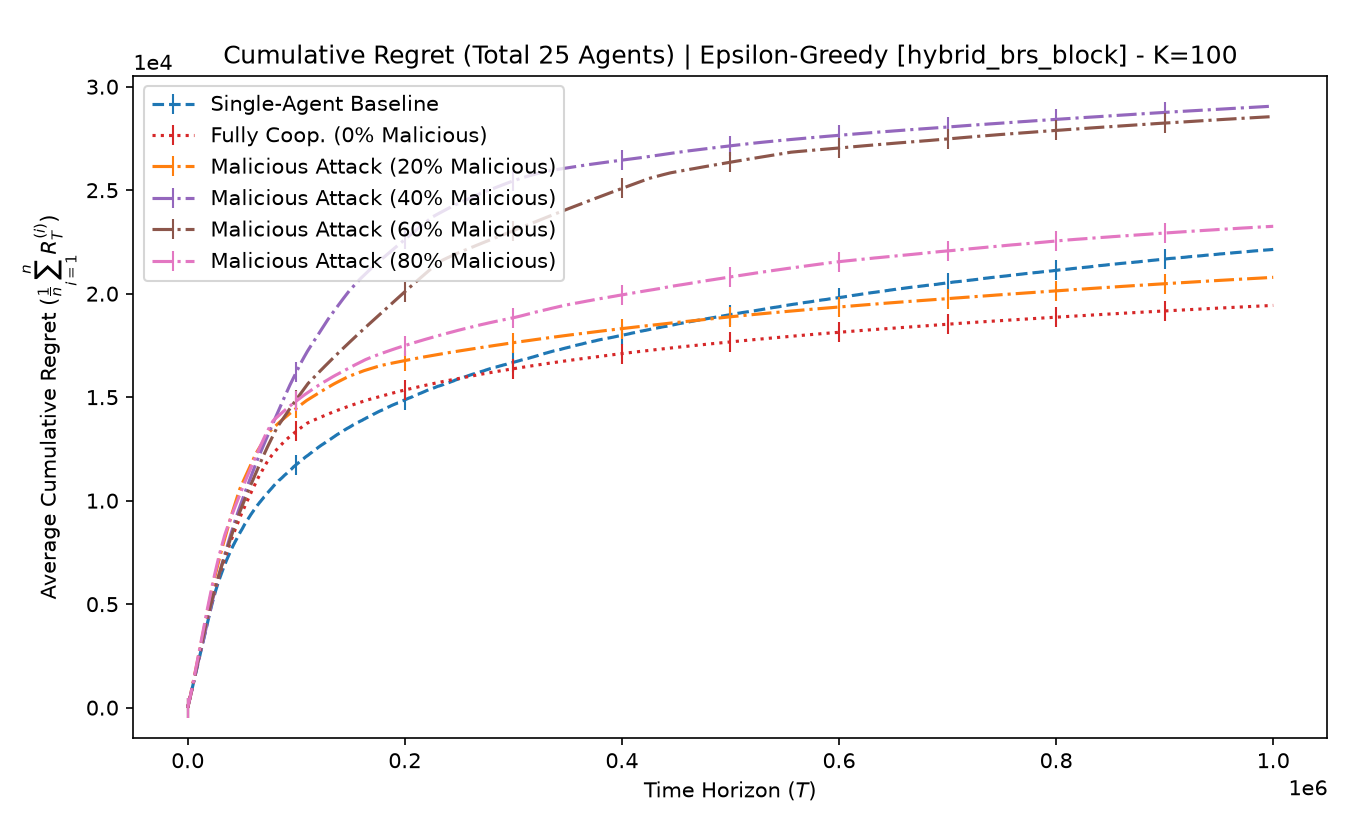 Cumulative Regret (Total 25 Agents) | Epsilon-Greedy [hybrid_brs_block] - K=100
1e4
3.0
2.5
2.0
1.5
1.0
0.5
0.0
Average Cumulative Regret ($\frac{1}{n}\sum_{i=1}^{n} R_T^{(i)}$)
Single-Agent Baseline
Fully Coop. (0% Malicious)
Malicious Attack (20% Malicious)
Malicious Attack (40% Malicious)
Malicious Attack (60% Malicious)
Malicious Attack (80% Malicious)
0.0 0.2 0.4 0.6 0.8 1.0
1e6
Time Horizon (T)